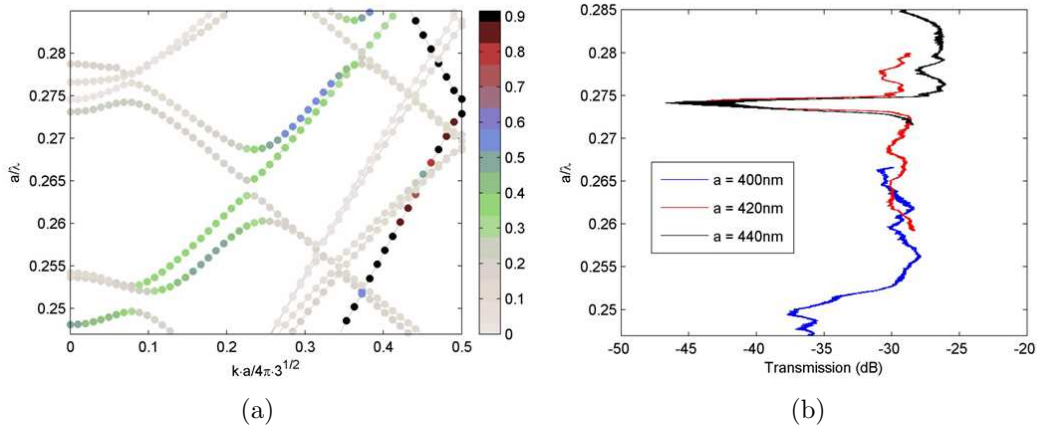 0.28
0.275
0.27
0.265
0.26
0.255
0.25
a/λ
0 0.1 0.2 0.3 0.4 0.5
k·a/4π·3^1/2
0.9
0.8
0.7
0.6
0.5
0.4
0.3
0.2
0.1
0
(a)
0.285
0.28
0.275
0.27
0.265
0.26
0.255
0.25
a/λ
a = 400nm
a = 420nm
a = 440nm
-50 -45 -40 -35 -30 -25 -20
Transmission (dB)
(b)